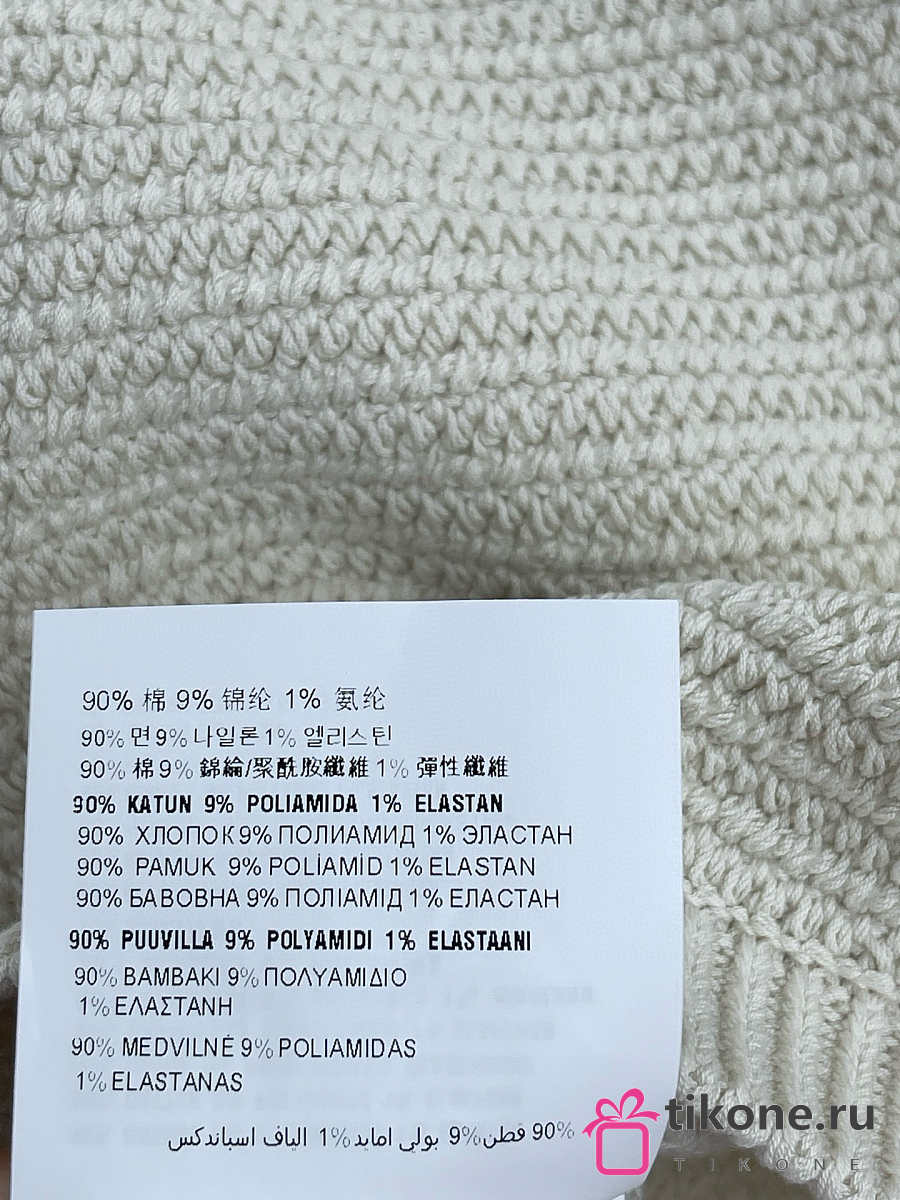 90% 棉 9% 锦纶 1% 氨纶
90% 면 9% 나일론 1% 엘리스틴
90% 棉 9% 錦綸/聚酰胺纖維 1% 彈性纖維
90% KATUN 9% POLIAMIDA 1% ELASTAN
90% ХЛОПОК 9% ПОЛИАМИД 1% ЭЛАСТАН
90% PAMUK 9% POLİAMİD 1% ELASTAN
90% БАВОВНА 9% ПОЛІАМІД 1% ЕЛАСТАН
90% PUUVILLA 9% POLYAMIDI 1% ELASTAANI
90% ΒΑΜΒΑΚΙ 9% ΠΟΛΥΑΜΙΔΙΟ
1% ΕΛΑΣΤΑΝΗ
90% MEDVILNĖ 9% POLIAMIDAS
1% ELASTANAS
90% قطن 9% بولي امايد 1% الياف اسباندكس
tikone.ru
TIKONE